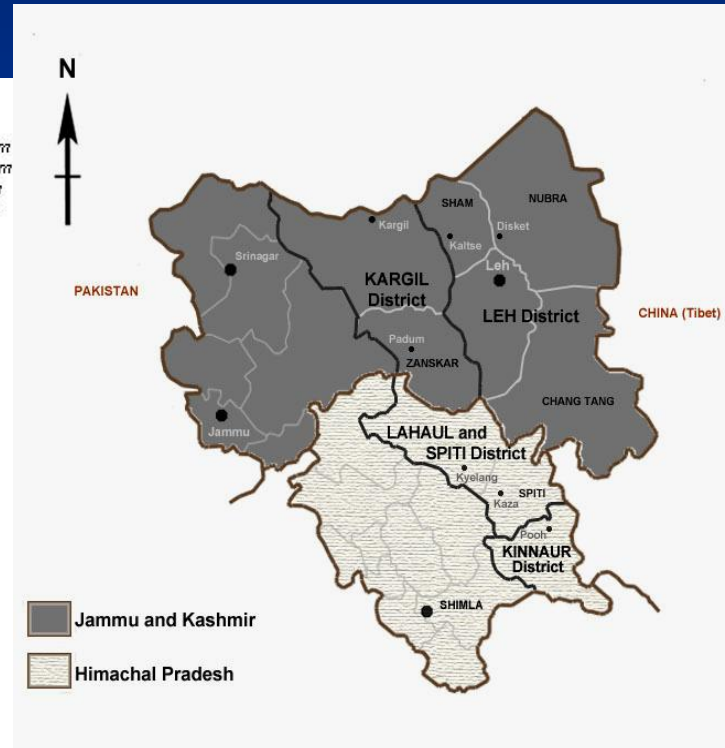 N
SHAM
NUBRA
Kargil
Disket
Kaltse
Srinagar
Leh
KARGIL
District
PAKISTAN
LEH District
CHINA (Tibet)
Padum
ZANSKAR
CHANG TANG
Jammu
LAHAUL and
SPITI District
Kyelang
SPITI
Kaza
Pooh
KINNAUR
District
SHIMLA
Jammu and Kashmir
Himachal Pradesh